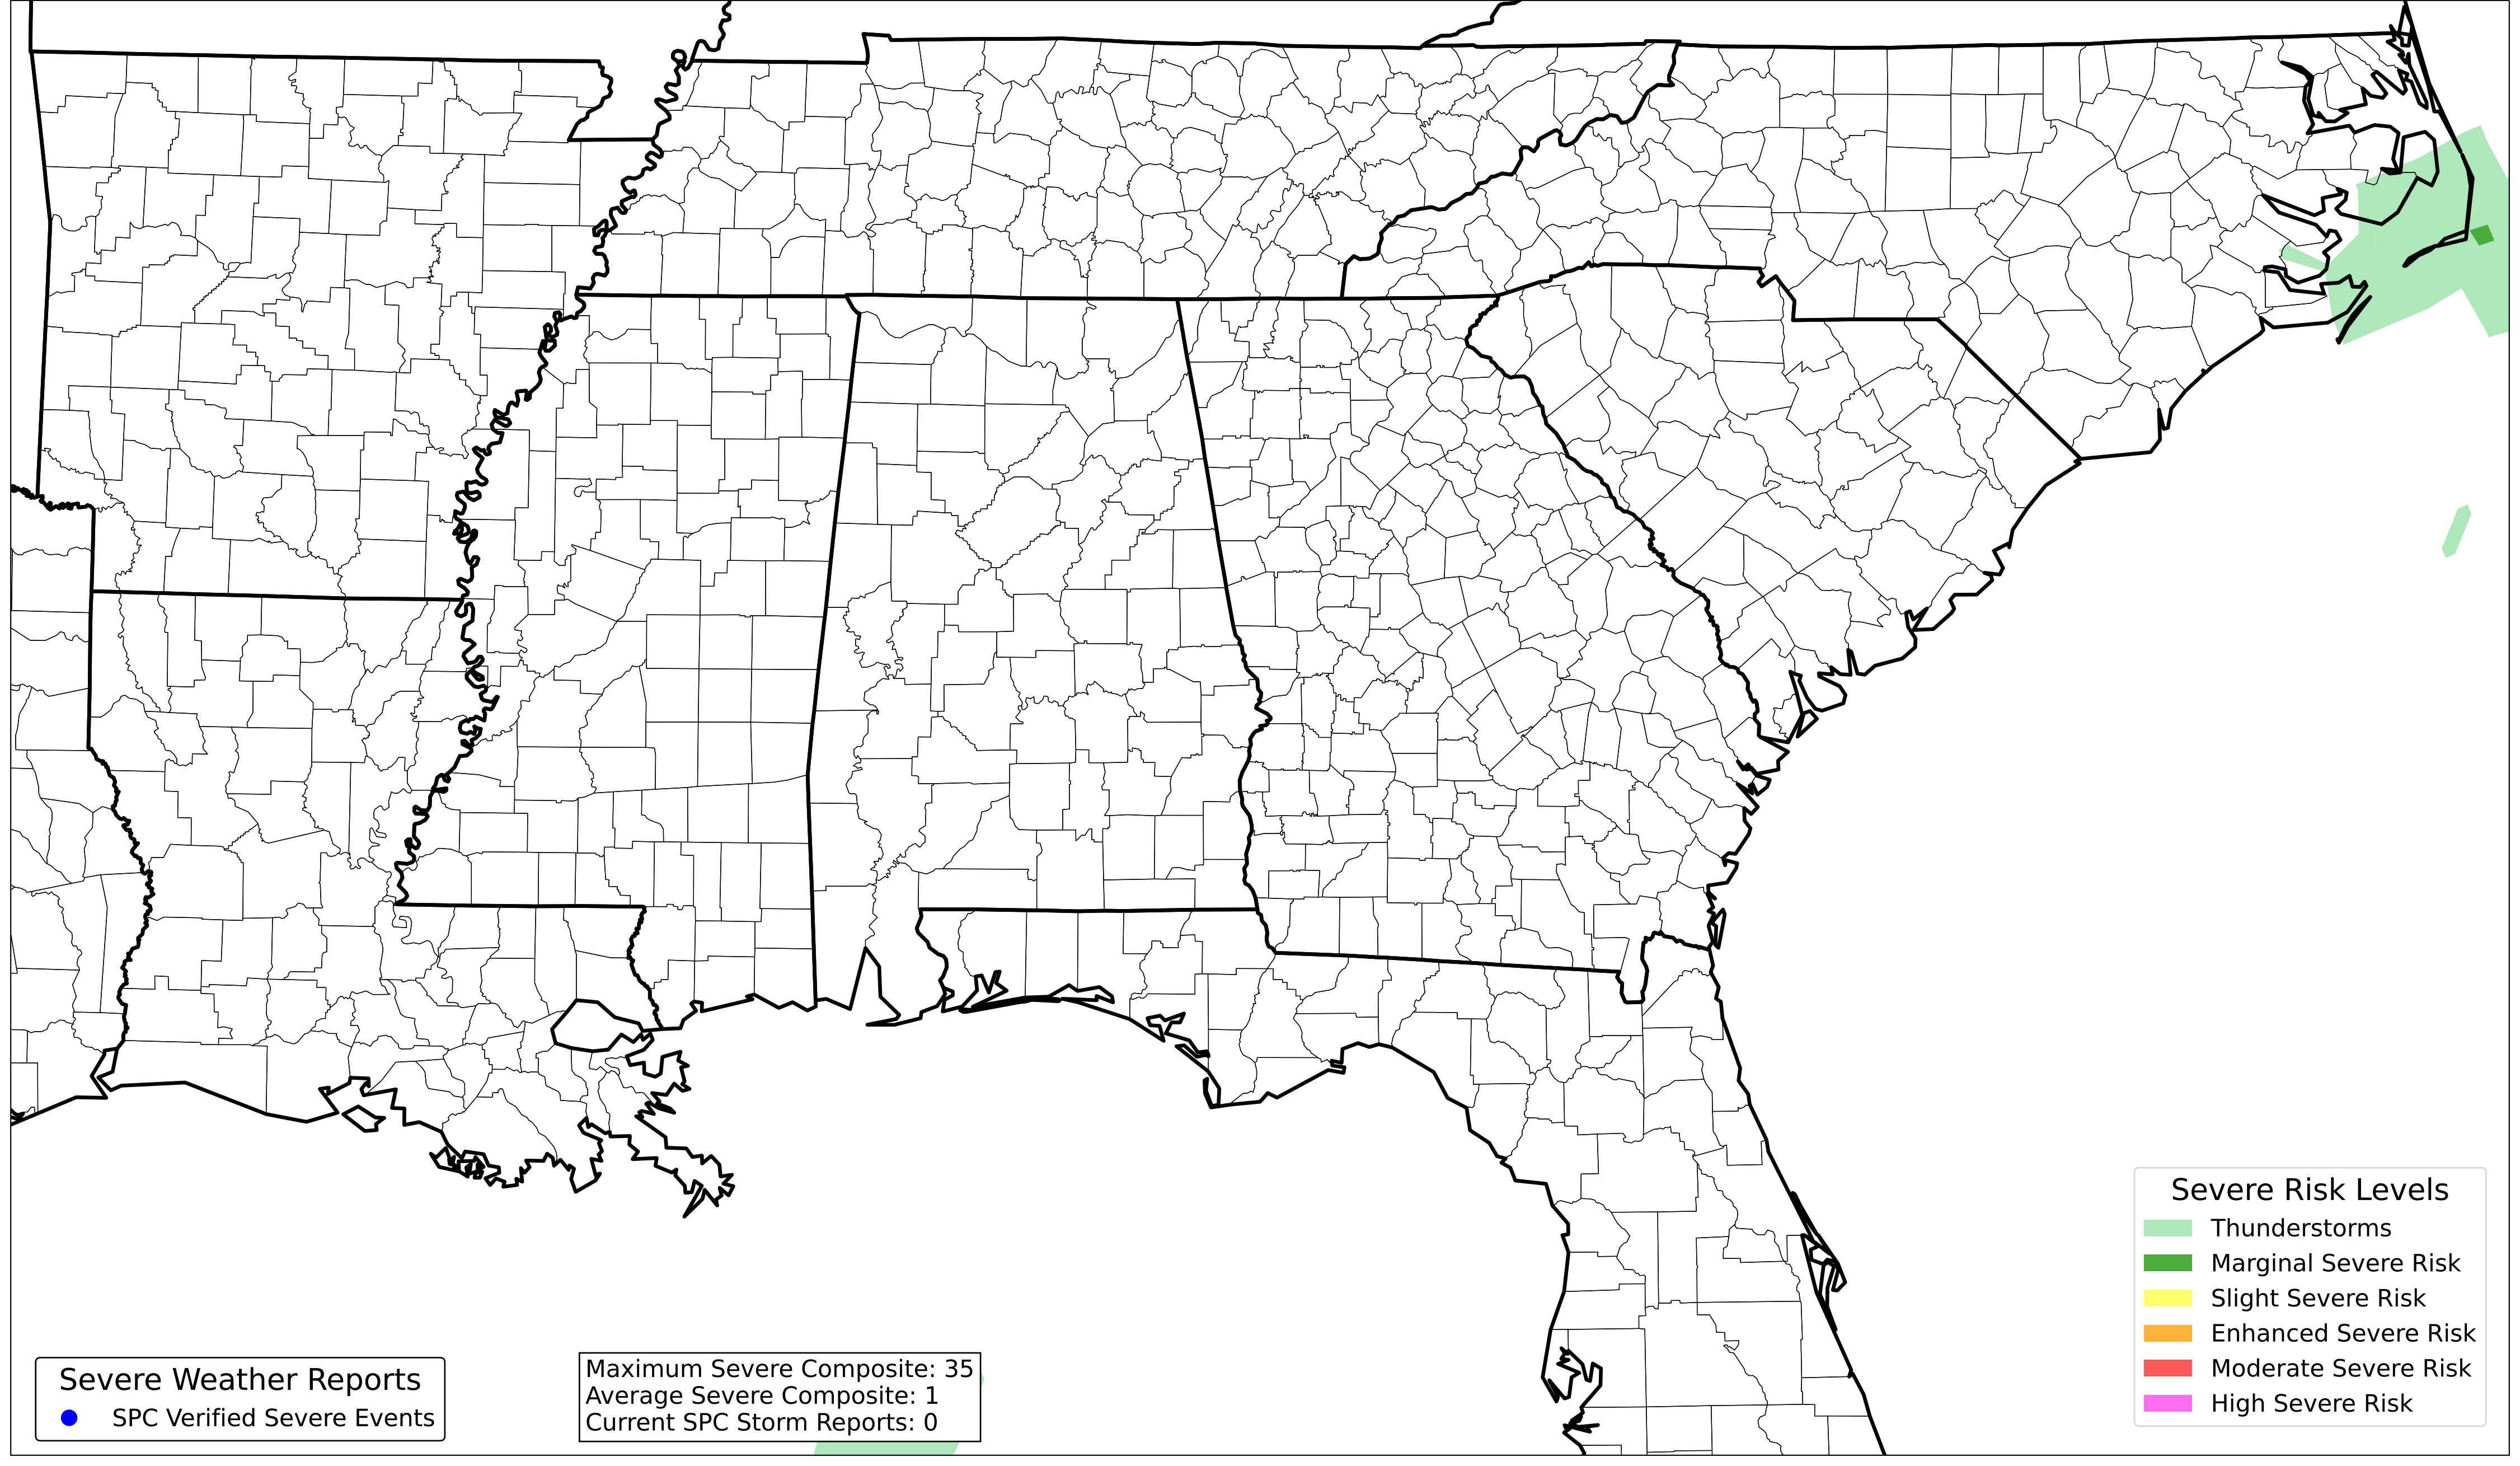 Severe Risk Levels
Thunderstorms
Marginal Severe Risk
Slight Severe Risk
Enhanced Severe Risk
Moderate Severe Risk
High Severe Risk
Severe Weather Reports
SPC Verified Severe Events
Maximum Severe Composite: 35
Average Severe Composite: 1
Current SPC Storm Reports: 0